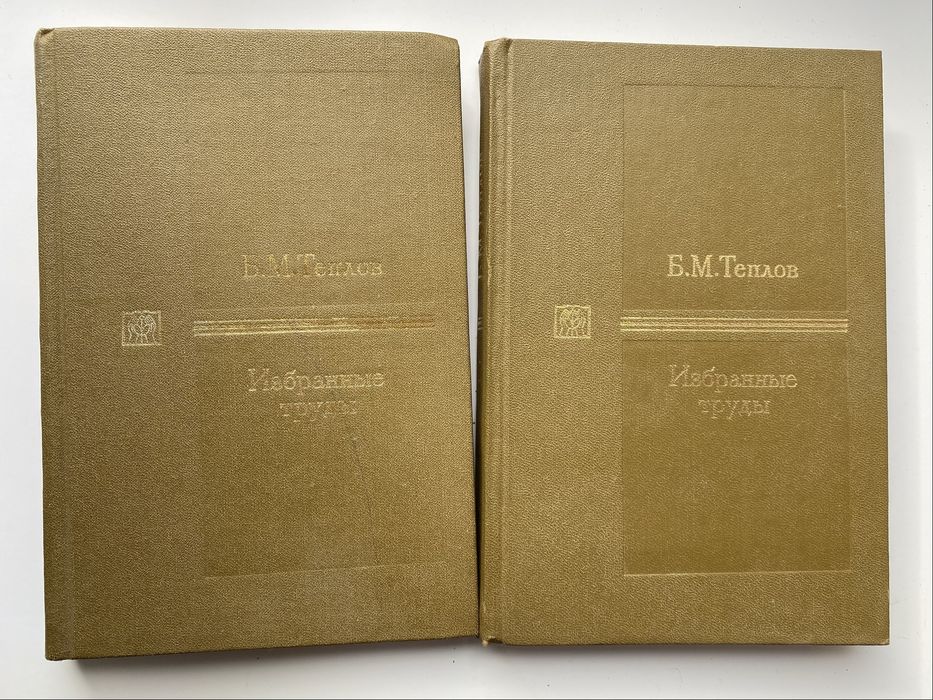 Б.М.Теплов
Избранные
труды
Б.М.Теплов
Избранные
труды